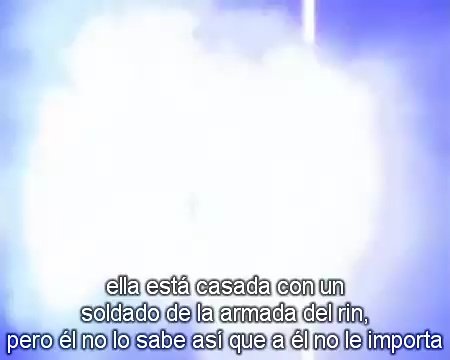 ella está casada con un
soldado de la armada del rin,
pero él no lo sabe así que a él no le importa